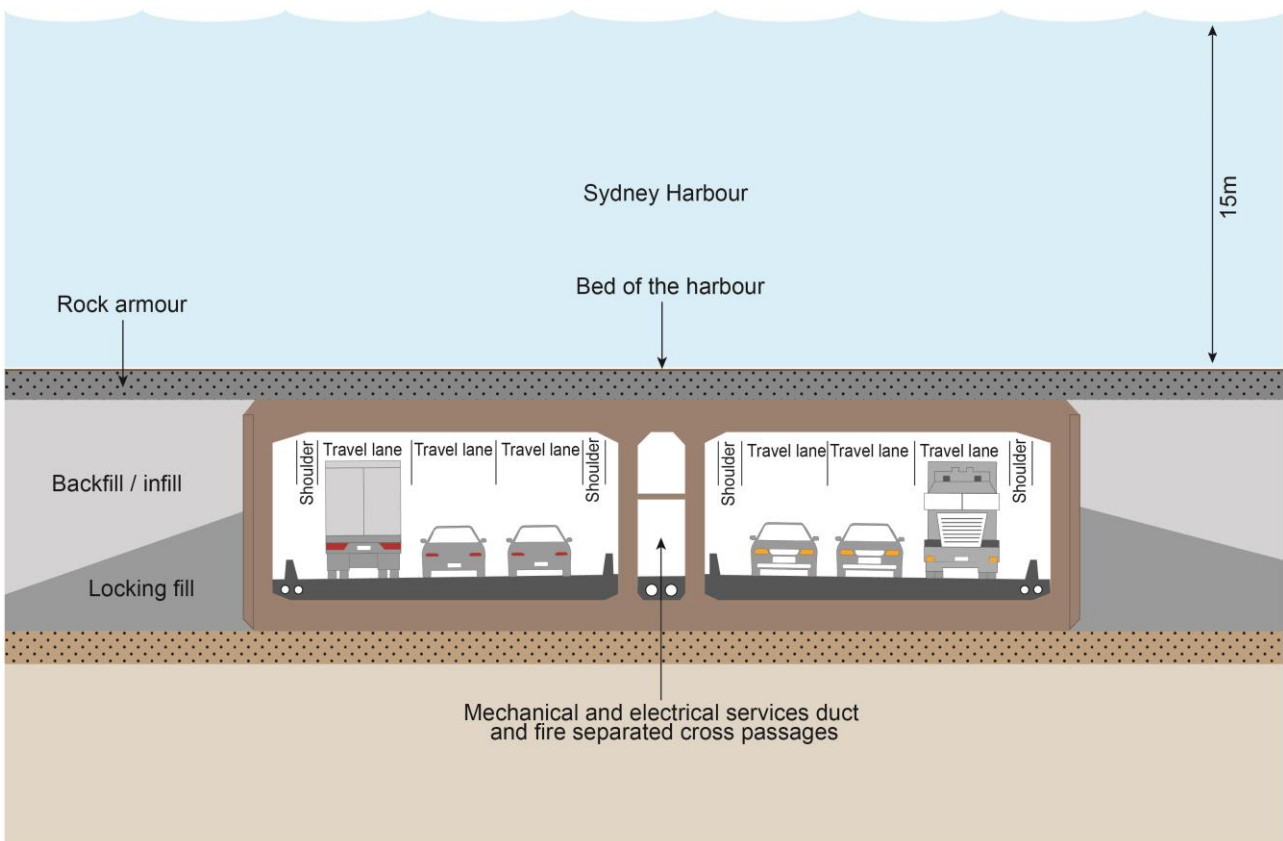 Sydney Harbour
15m
Bed of the harbour
Rock armour
Shoulder
Travel lane
Travel lane
Travel lane
Shoulder
Shoulder
Travel lane
Travel lane
Travel lane
Shoulder
Backfill / infill
Locking fill
Mechanical and electrical services duct
and fire separated cross passages